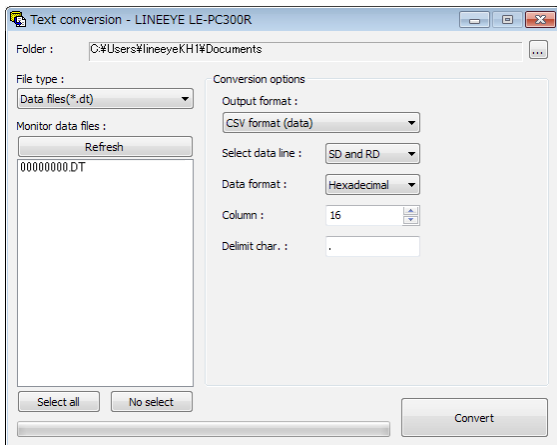 Text conversion - LINEEYE LE-PC300R
Folder :
C:¥Users¥lineeyeKH1¥Documents
...
File type :
Data files(*.dt)
Monitor data files :
Refresh
00000000.DT
Select all
No select
Conversion options
Output format :
CSV format (data)
Select data line :
SD and RD
Data format :
Hexadecimal
Column :
16
Delimit char. :
.
Convert